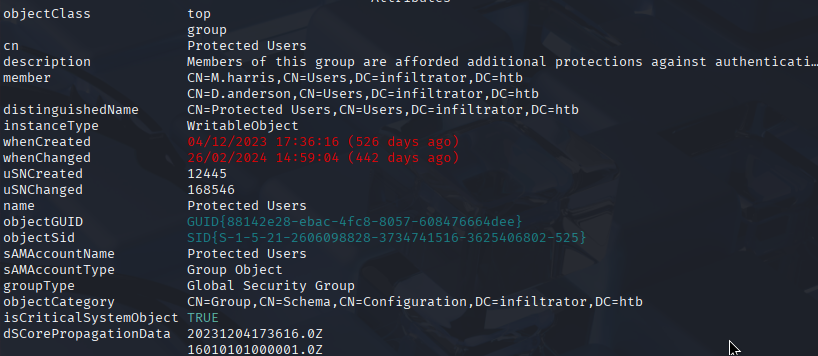 objectClass top
group
cn Protected Users
description Members of this group are afforded additional protections against authenticati…
member CN=M.harris,CN=Users,DC=infiltrator,DC=htb
CN=D.anderson,CN=Users,DC=infiltrator,DC=htb
distinguishedName CN=Protected Users,CN=Users,DC=infiltrator,DC=htb
instanceType WritableObject
whenCreated 04/12/2023 17:36:16 (526 days ago)
whenChanged 26/02/2024 14:59:04 (442 days ago)
uSNCreated 12445
uSNChanged 168546
name Protected Users
objectGUID GUID{88142e28-ebac-4fc8-8057-608476664dee}
objectSid SID{S-1-5-21-2606098828-3734741516-3625406802-525}
sAMAccountName Protected Users
sAMAccountType Group Object
groupType Global Security Group
objectCategory CN=Group,CN=Schema,CN=Configuration,DC=infiltrator,DC=htb
isCriticalSystemObject TRUE
dSCorePropagationData 20231204173616.0Z
16010101000001.0Z